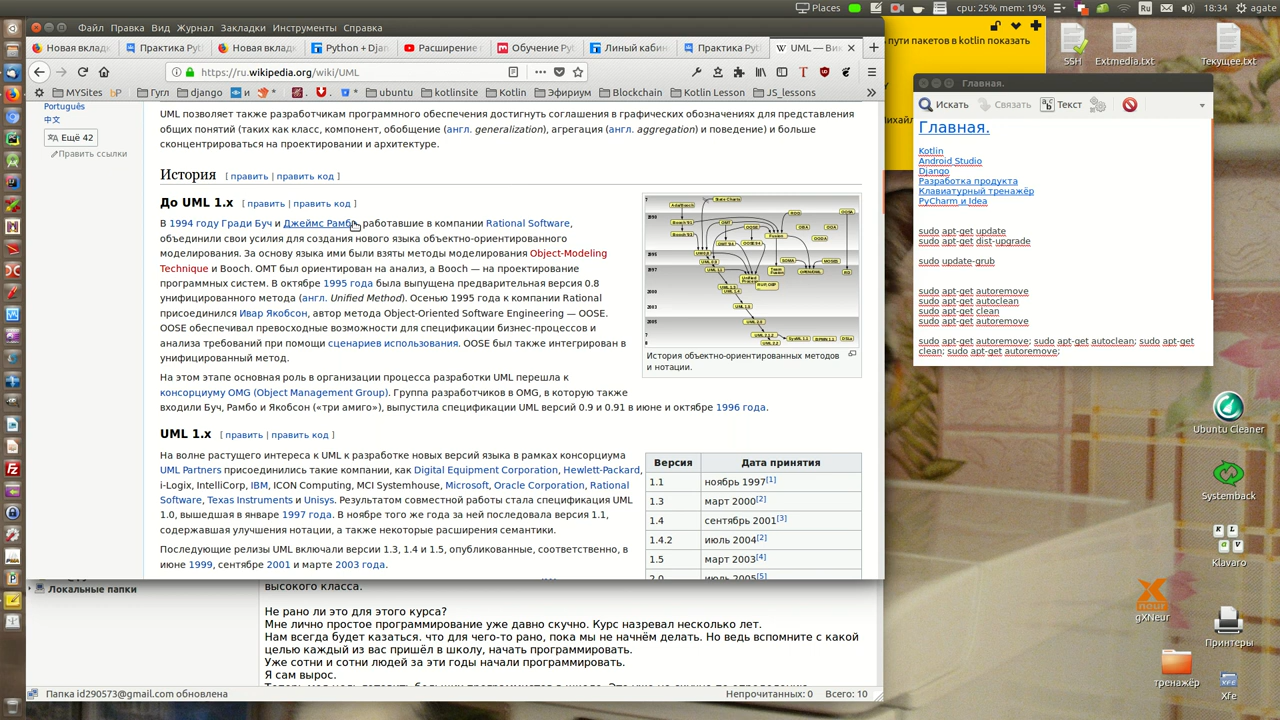 Places
cpu: 25% mem: 19%
Ru
18:34
agate
Файл Правка Вид Журнал Закладки Инструменты Справка
Новая вклад
Практика Pyt
Новая вкладк
Python + Djan
Расширение г
Обучение Pyt
Линый кабин
Практика Pyt
UML — Ви
https://ru.wikipedia.org/wiki/UML
MYSites
bP
Гугл
django
и
ubuntu
kotlinsite
Kotlin
Эфириум
Blockchain
Kotlin Lesson
JS_lessons
Português
中文
Ещё 42
Править ссылки
UML позволяет также разработчикам программного обеспечения достигнуть соглашения в графических обозначениях для представления
общих понятий (таких как класс, компонент, обобщение (англ. generalization), агрегация (англ. aggregation) и поведение) и больше
сконцентрироваться на проектировании и архитектуре.
История [ править | править код ]
До UML 1.x [ править | править код ]
В 1994 году Гради Буч и Джеймс Рамбо, работавшие в компании Rational Software,
объединили свои усилия для создания нового языка объектно-ориентированного
моделирования. За основу языка ими были взяты методы моделирования Object-Modeling
Technique и Booch. OMT был ориентирован на анализ, а Booch — на проектирование
программных систем. В октябре 1995 года была выпущена предварительная версия 0.8
унифицированного метода (англ. Unified Method). Осенью 1995 года к компании Rational
присоединился Ивар Якобсон, автор метода Object-Oriented Software Engineering — OOSE.
OOSE обеспечивал превосходные возможности для спецификации бизнес-процессов и
анализа требований при помощи сценариев использования. OOSE был также интегрирован в
унифицированный метод.
История объектно-ориентированных методов
и нотации.
На этом этапе основная роль в организации процесса разработки UML перешла к
консорциуму OMG (Object Management Group). Группа разработчиков в OMG, в которую также
входили Буч, Рамбо и Якобсон («три амиго»), выпустила спецификации UML версий 0.9 и 0.91 в июне и октябре 1996 года.
UML 1.x [ править | править код ]
На волне растущего интереса к UML к разработке новых версий языка в рамках консорциума
UML Partners присоединились такие компании, как Digital Equipment Corporation, Hewlett-Packard,
i-Logix, IntelliCorp, IBM, ICON Computing, MCI Systemhouse, Microsoft, Oracle Corporation, Rational
Software, Texas Instruments и Unisys. Результатом совместной работы стала спецификация UML
1.0, вышедшая в январе 1997 года. В ноябре того же года за ней последовала версия 1.1,
содержавшая улучшения нотации, а также некоторые расширения семантики.
Последующие релизы UML включали версии 1.3, 1.4 и 1.5, опубликованные, соответственно, в
июне 1999, сентябре 2001 и марте 2003 года.
Версия Дата принятия
1.1 ноябрь 1997[1]
1.3 март 2000[2]
1.4 сентябрь 2001[3]
1.4.2 июль 2004[2]
1.5 март 2003[4]
2.0 июль 2005[5]
Локальные папки
высокого класса.
Не рано ли это для этого курса?
Мне лично простое программирование уже давно скучно. Курс назревал несколько лет.
Нам всегда будет казаться. что для чего-то рано, пока мы не начнём делать. Но ведь вспомните с какой
целью каждый из вас пришёл в школу, начать программировать.
Уже сотни и сотни людей за эти годы начали программировать.
Я сам вырос.
Папка id290573@gmail.com обновлена
Непрочитанных: 0
Всего: 10
пути пакетов в kotlin показать
Главная.
Искать
Связать
Текст
Главная.
Kotlin
Android Studio
Django
Разработка продукта
Клавиатурный тренажёр
PyCharm и Idea
sudo apt-get update
sudo apt-get dist-upgrade
sudo update-grub
sudo apt-get autoremove
sudo apt-get autoclean
sudo apt-get clean
sudo apt-get autoremove
sudo apt-get autoremove; sudo apt-get autoclean; sudo apt-get
clean; sudo apt-get autoremove;
SSH
Extmedia.txt
Текущее.txt
Ubuntu Cleaner
Systemback
Klavaro
gXNeur
Принтеры
тренажёр
Xfe